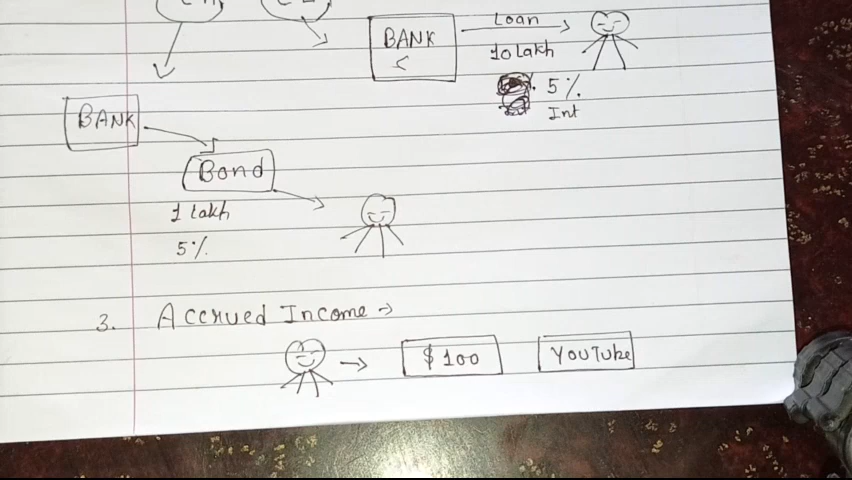 BANK
Loan
10 Lakh
5%
Int
BANK
Bond
1 Lakh
5%
3. Accrued Income →
→ $100 YouTube